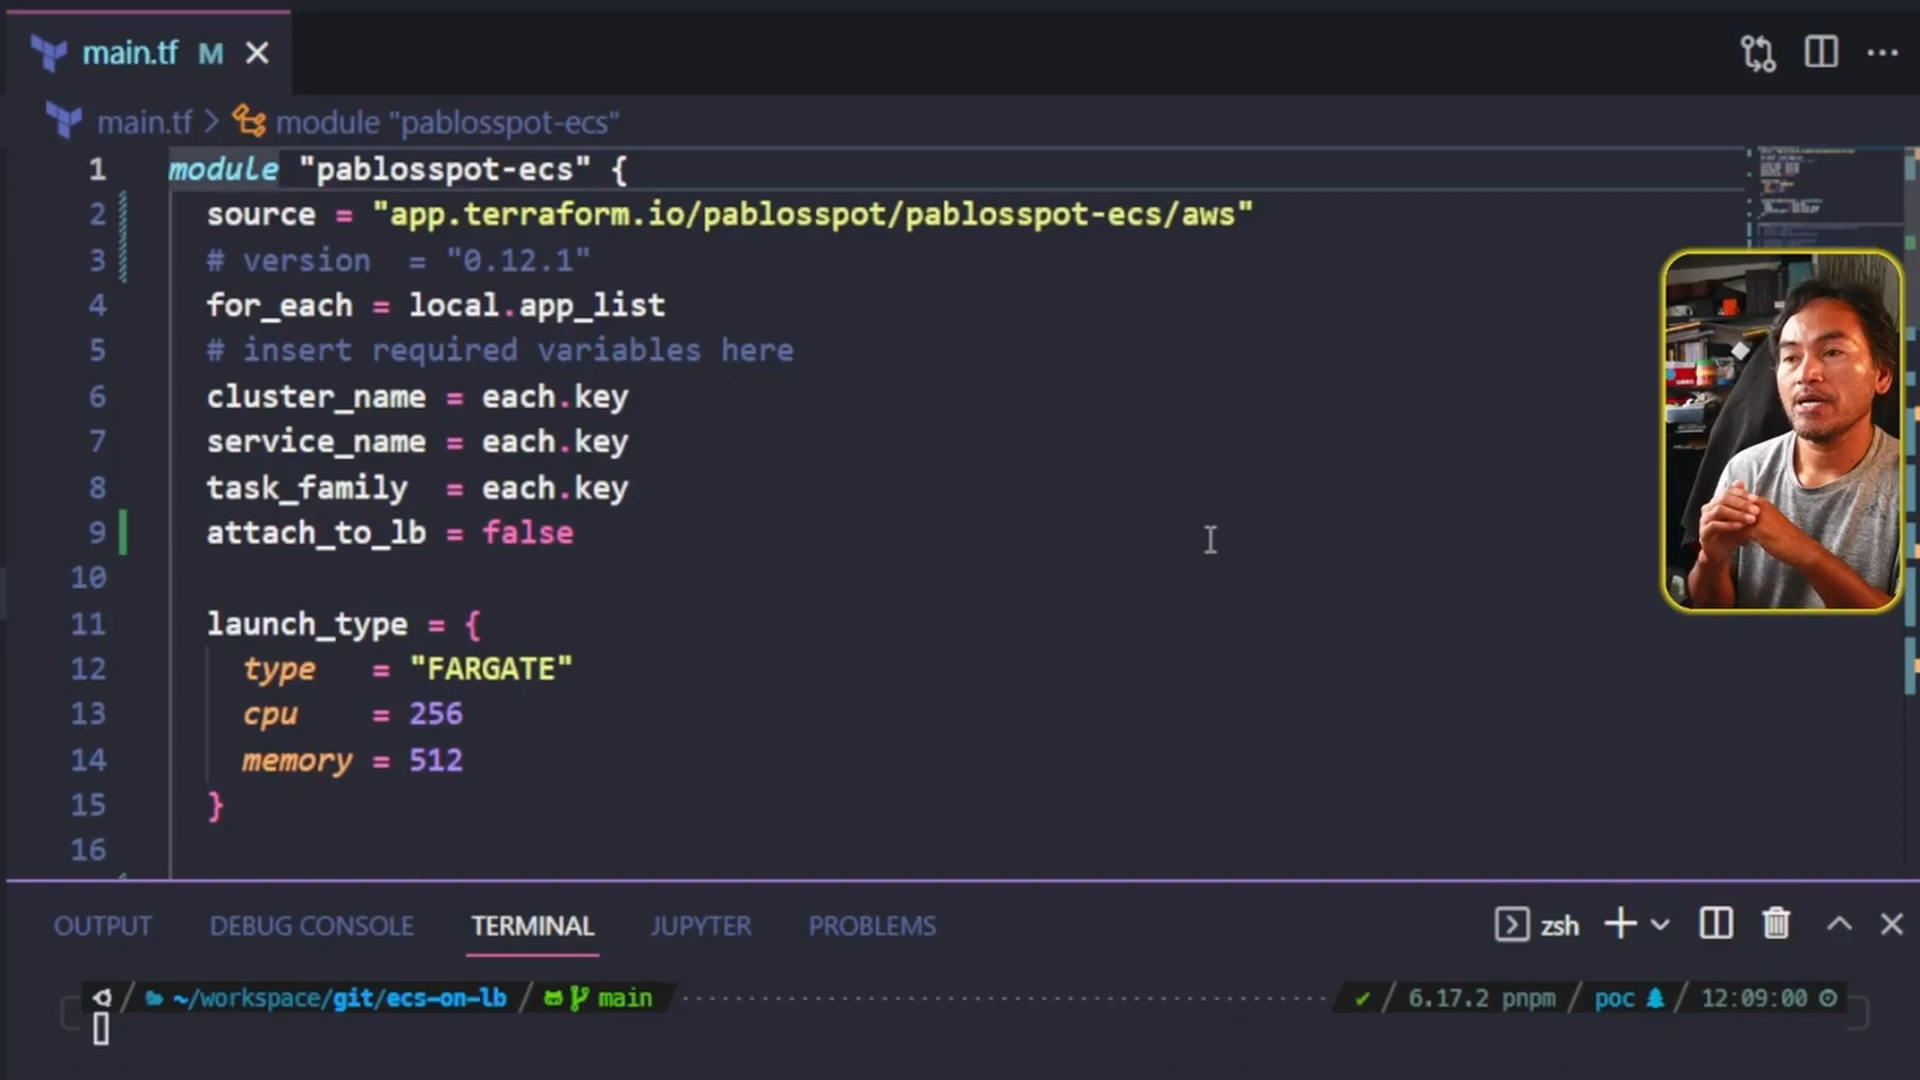 main.tf M
main.tf > module "pablosspot-ecs"
1 module "pablosspot-ecs" {
2 source = "app.terraform.io/pablosspot/pablosspot-ecs/aws"
3 # version  = "0.12.1"
4 for_each = local.app_list
5 # insert required variables here
6 cluster_name = each.key
7 service_name = each.key
8 task_family  = each.key
9 attach_to_lb = false
10
11 launch_type = {
12 type   = "FARGATE"
13 cpu    = 256
14 memory = 512
15 }
16
OUTPUT DEBUG CONSOLE TERMINAL JUPYTER PROBLEMS zsh
~/workspace/git/ecs-on-lb main 6.17.2 pnpm poc 12:09:00